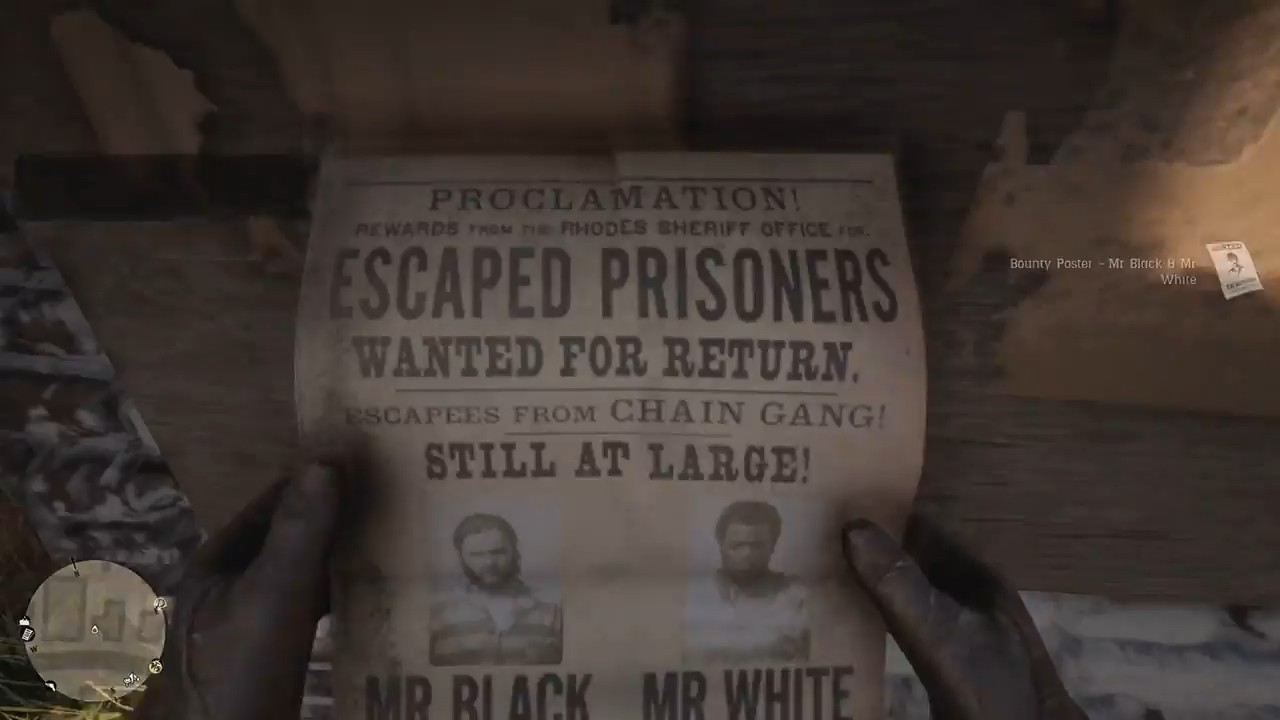 PROCLAMATION!
REWARDS FROM THE RHODES SHERIFF OFFICE FOR.
ESCAPED PRISONERS
WANTED FOR RETURN.
ESCAPEES FROM CHAIN GANG!
STILL AT LARGE!
MR BLACK MR WHITE
Bounty Poster - Mr Black & Mr
White